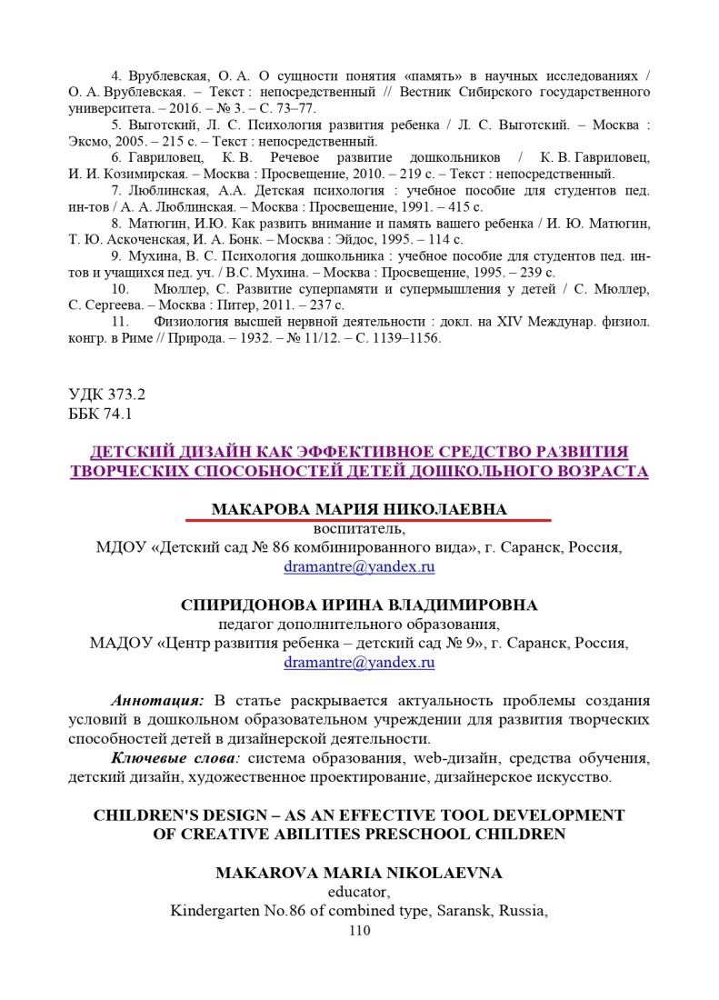 4. Врублевская, О. А. О сущности понятия «память» в научных исследованиях /
О. А. Врублевская. – Текст : непосредственный // Вестник Сибирского государственного
университета. – 2016. – № 3. – С. 73–77.
5. Выготский, Л. С. Психология развития ребенка / Л. С. Выготский. – Москва :
Эксмо, 2005. – 215 с. – Текст : непосредственный.
6. Гавриловец, К. В. Речевое развитие дошкольников / К. В. Гавриловец,
И. И. Козимирская. – Москва : Просвещение, 2010. – 219 с. – Текст : непосредственный.
7. Люблинская, А.А. Детская психология : учебное пособие для студентов пед.
ин-тов / А. А. Люблинская. – Москва : Просвещение, 1991. – 415 с.
8. Матюгин, И.Ю. Как развить внимание и память вашего ребенка / И. Ю. Матюгин,
Т. Ю. Аскоченская, И. А. Бонк. – Москва : Эйдос, 1995. – 114 с.
9. Мухина, В. С. Психология дошкольника : учебное пособие для студентов пед. ин-
тов и учащихся пед. уч. / В.С. Мухина. – Москва : Просвещение, 1995. – 239 с.
10. Мюллер, С. Развитие суперпамяти и супермышления у детей / С. Мюллер,
С. Сергеева. – Москва : Питер, 2011. – 237 с.
11. Физиология высшей нервной деятельности : докл. на XIV Междунар. физиол.
конгр. в Риме // Природа. – 1932. – № 11/12. – С. 1139–1156.
УДК 373.2
ББК 74.1
ДЕТСКИЙ ДИЗАЙН КАК ЭФФЕКТИВНОЕ СРЕДСТВО РАЗВИТИЯ
ТВОРЧЕСКИХ СПОСОБНОСТЕЙ ДЕТЕЙ ДОШКОЛЬНОГО ВОЗРАСТА
МАКАРОВА МАРИЯ НИКОЛАЕВНА
воспитатель,
МДОУ «Детский сад № 86 комбинированного вида», г. Саранск, Россия,
dramantre@yandex.ru
СПИРИДОНОВА ИРИНА ВЛАДИМИРОВНА
педагог дополнительного образования,
МАДОУ «Центр развития ребенка – детский сад № 9», г. Саранск, Россия,
dramantre@yandex.ru
Аннотация: В статье раскрывается актуальность проблемы создания
условий в дошкольном образовательном учреждении для развития творческих
способностей детей в дизайнерской деятельности.
Ключевые слова: система образования, web-дизайн, средства обучения,
детский дизайн, художественное проектирование, дизайнерское искусство.
CHILDREN'S DESIGN – AS AN EFFECTIVE TOOL DEVELOPMENT
OF CREATIVE ABILITIES PRESCHOOL CHILDREN
MAKAROVA MARIA NIKOLAEVNA
educator,
Kindergarten No.86 of combined type, Saransk, Russia,
110